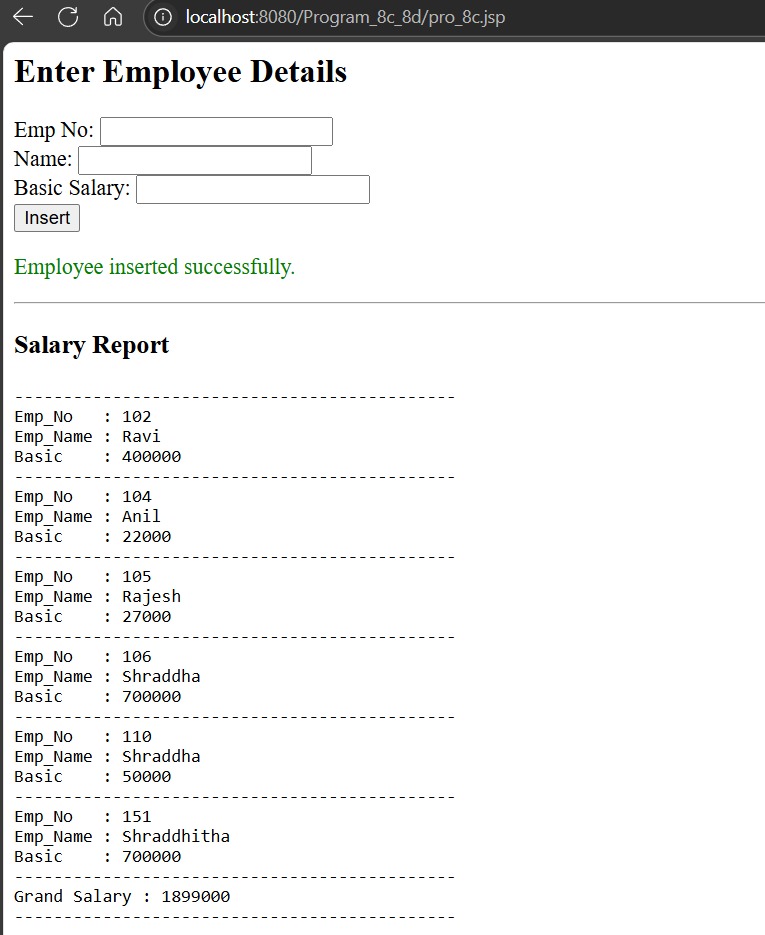 localhost:8080/Program_8c_8d/pro_8c.jsp
Enter Employee Details
Emp No:
Name:
Basic Salary:
Insert
Employee inserted successfully.
Salary Report
---------------------------------------------
Emp_No   : 102
Emp_Name : Ravi
Basic    : 400000
---------------------------------------------
Emp_No   : 104
Emp_Name : Anil
Basic    : 22000
---------------------------------------------
Emp_No   : 105
Emp_Name : Rajesh
Basic    : 27000
---------------------------------------------
Emp_No   : 106
Emp_Name : Shraddha
Basic    : 700000
---------------------------------------------
Emp_No   : 110
Emp_Name : Shraddha
Basic    : 50000
---------------------------------------------
Emp_No   : 151
Emp_Name : Shraddhitha
Basic    : 700000
---------------------------------------------
Grand Salary : 1899000
---------------------------------------------